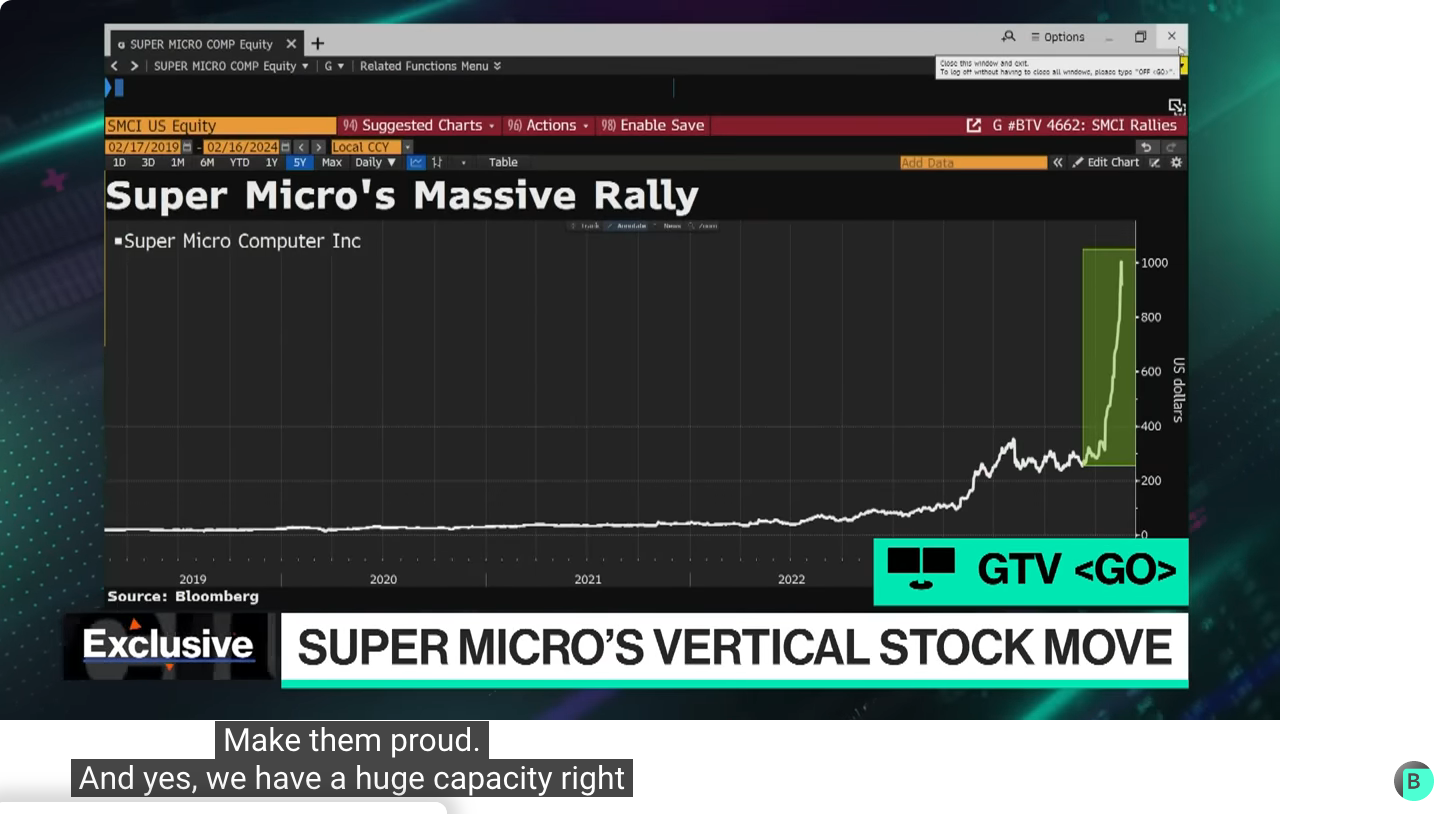 SUPER MICRO COMP Equity
Options
SUPER MICRO COMP Equity G Related Functions Menu
Close this window and exit.
To log off without having to close all windows, please type "OFF <GO>".
SMCI US Equity 94) Suggested Charts 96) Actions 98) Enable Save G #BTV 4662: SMCI Rallies
02/17/2019 - 02/16/2024 Local CCY
1D 3D 1M 6M YTD 1Y 5Y Max Daily Table Add Data Edit Chart
Super Micro's Massive Rally
Track Annotate News Zoom
Super Micro Computer Inc
1000
800
600
400
200
0
US dollars
2019 2020 2021 2022
Source: Bloomberg
GTV <GO>
Exclusive
SUPER MICRO'S VERTICAL STOCK MOVE
Make them proud.
And yes, we have a huge capacity right
B